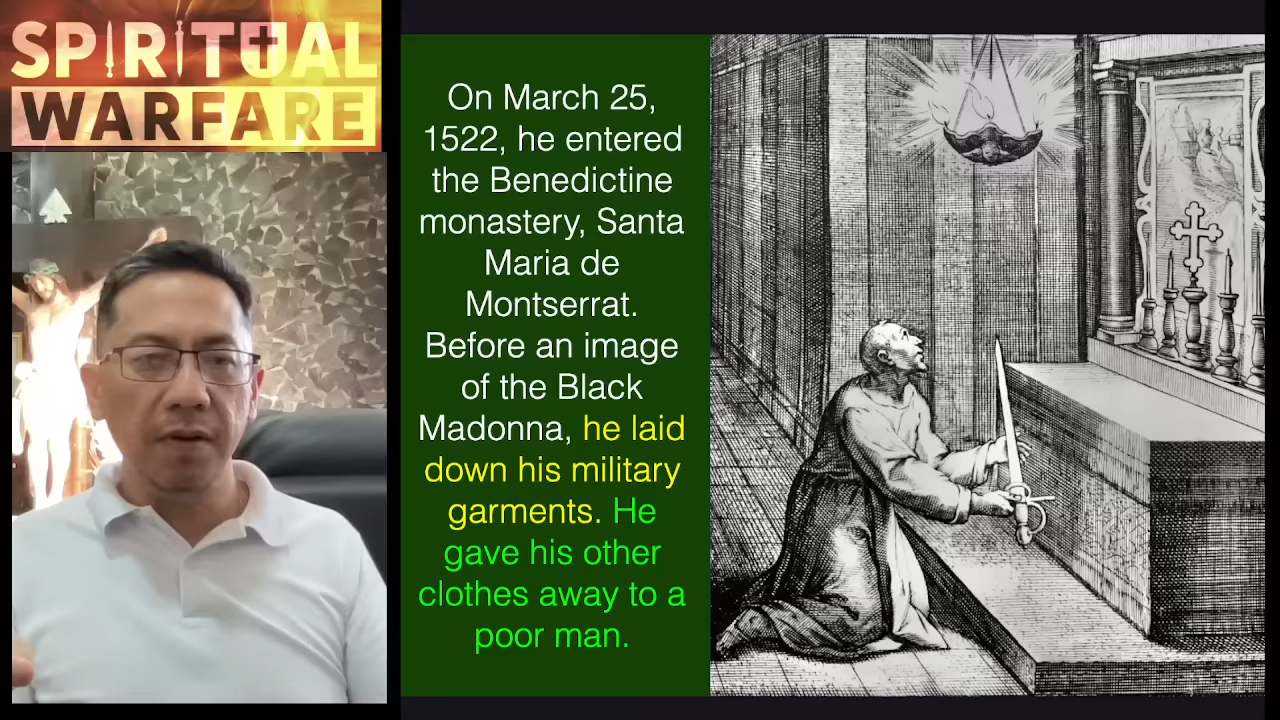 SPIRITUAL
WARFARE
On March 25,
1522, he entered
the Benedictine
monastery, Santa
Maria de
Montserrat.
Before an image
of the Black
Madonna, he laid
down his military
garments. He
gave his other
clothes away to a
poor man.